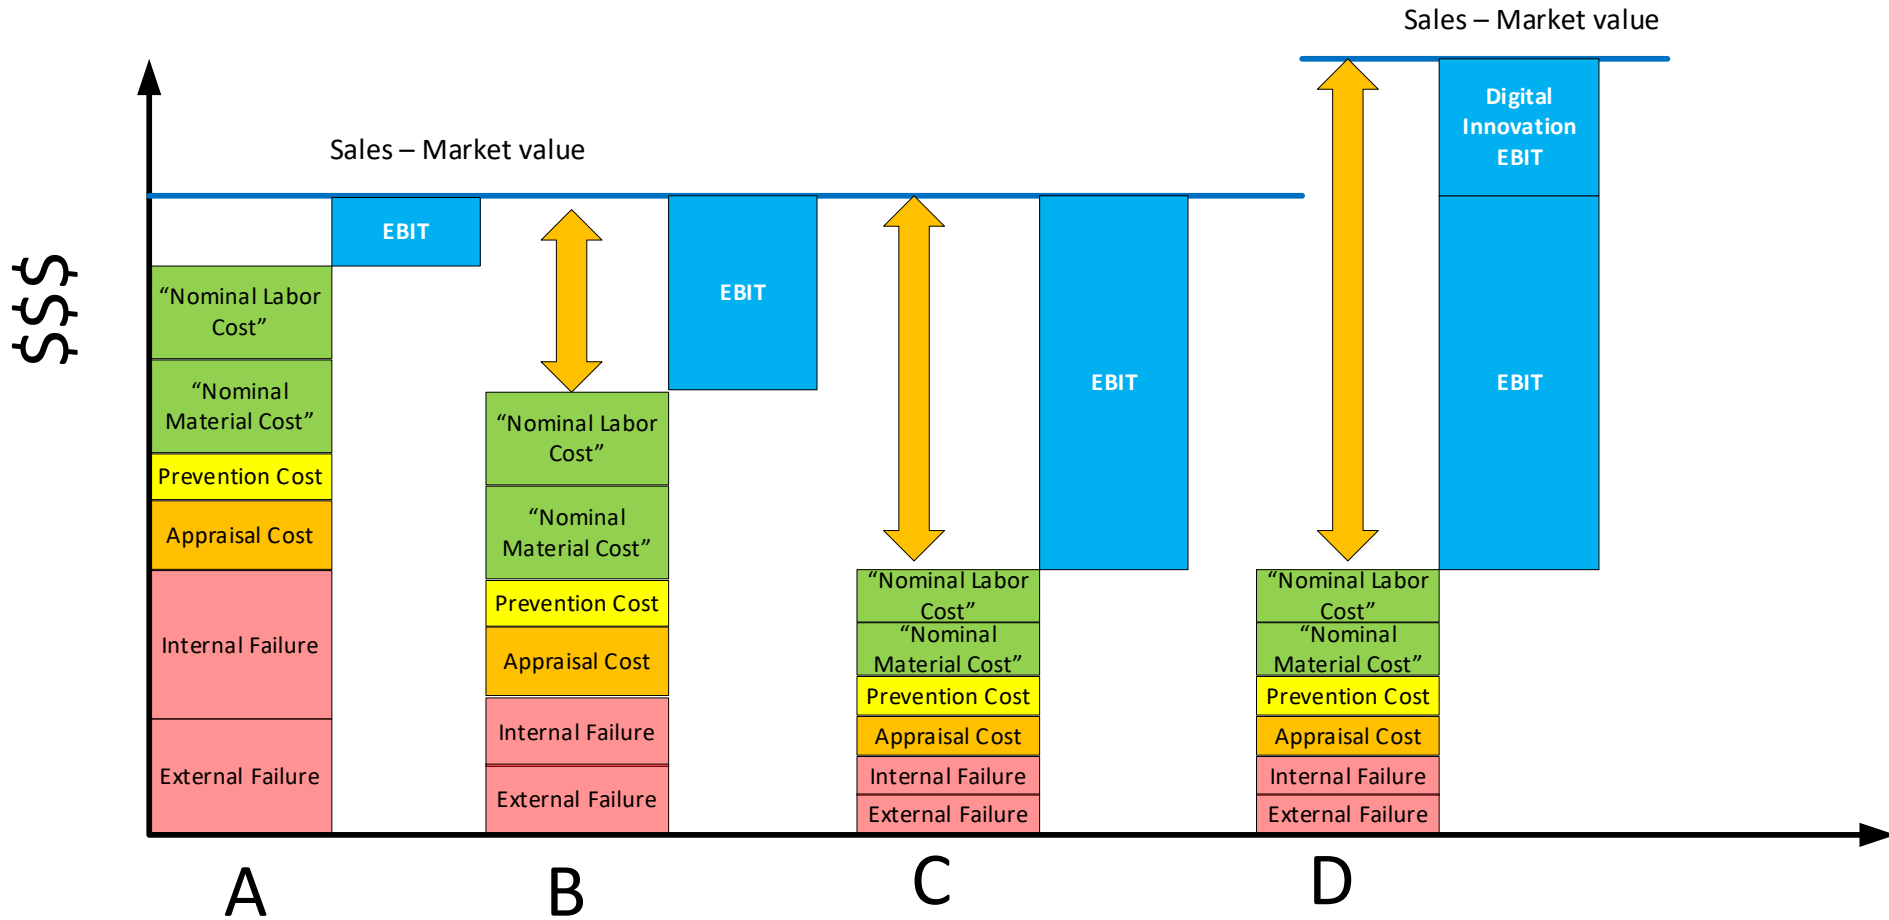 Sales – Market value
Sales – Market value
$$$
EBIT
“Nominal Labor
Cost”
“Nominal
Material Cost”
Prevention Cost
Appraisal Cost
Internal Failure
External Failure
A
EBIT
“Nominal Labor
Cost”
“Nominal
Material Cost”
Prevention Cost
Appraisal Cost
Internal Failure
External Failure
B
EBIT
“Nominal Labor
Cost”
“Nominal
Material Cost”
Prevention Cost
Appraisal Cost
Internal Failure
External Failure
C
Digital
Innovation
EBIT
EBIT
“Nominal Labor
Cost”
“Nominal
Material Cost”
Prevention Cost
Appraisal Cost
Internal Failure
External Failure
D